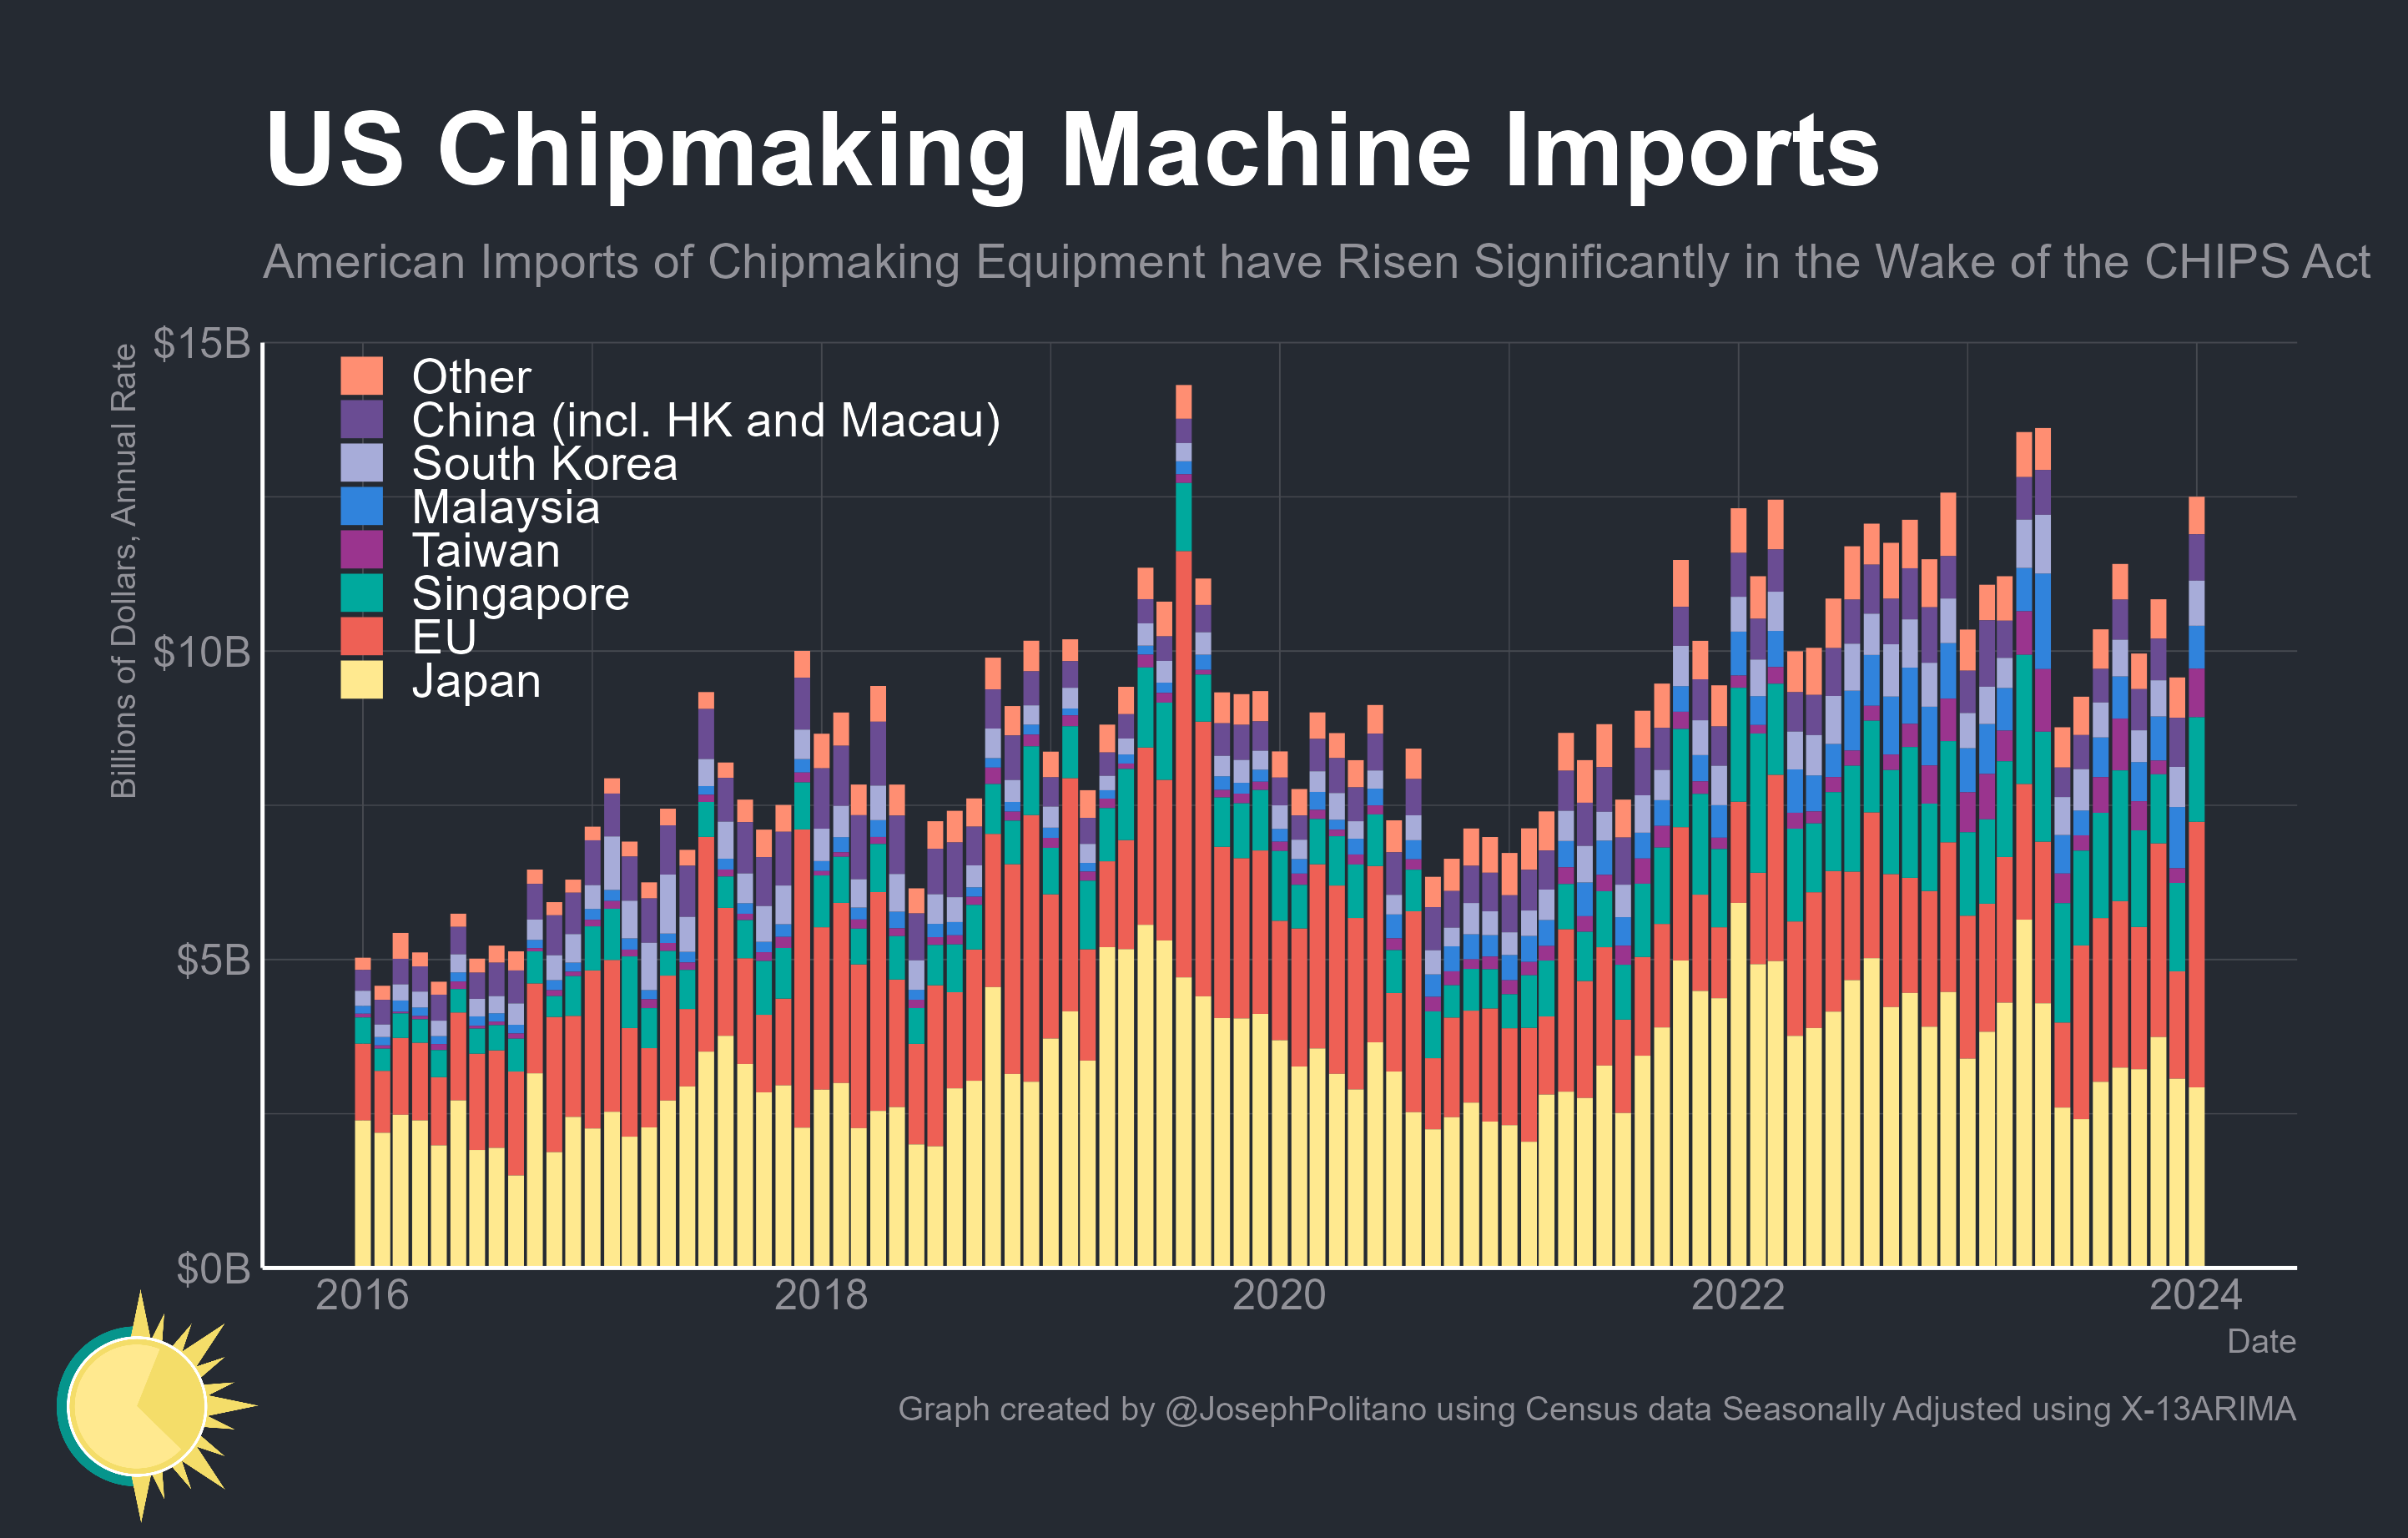 US Chipmaking Machine Imports
American Imports of Chipmaking Equipment have Risen Significantly in the Wake of the CHIPS Act
Billions of Dollars, Annual Rate
$15B
$10B
$5B
$0B
Other
China (incl. HK and Macau)
South Korea
Malaysia
Taiwan
Singapore
EU
Japan
2016 2018 2020 2022 2024
Date
Graph created by @JosephPolitano using Census data Seasonally Adjusted using X-13ARIMA